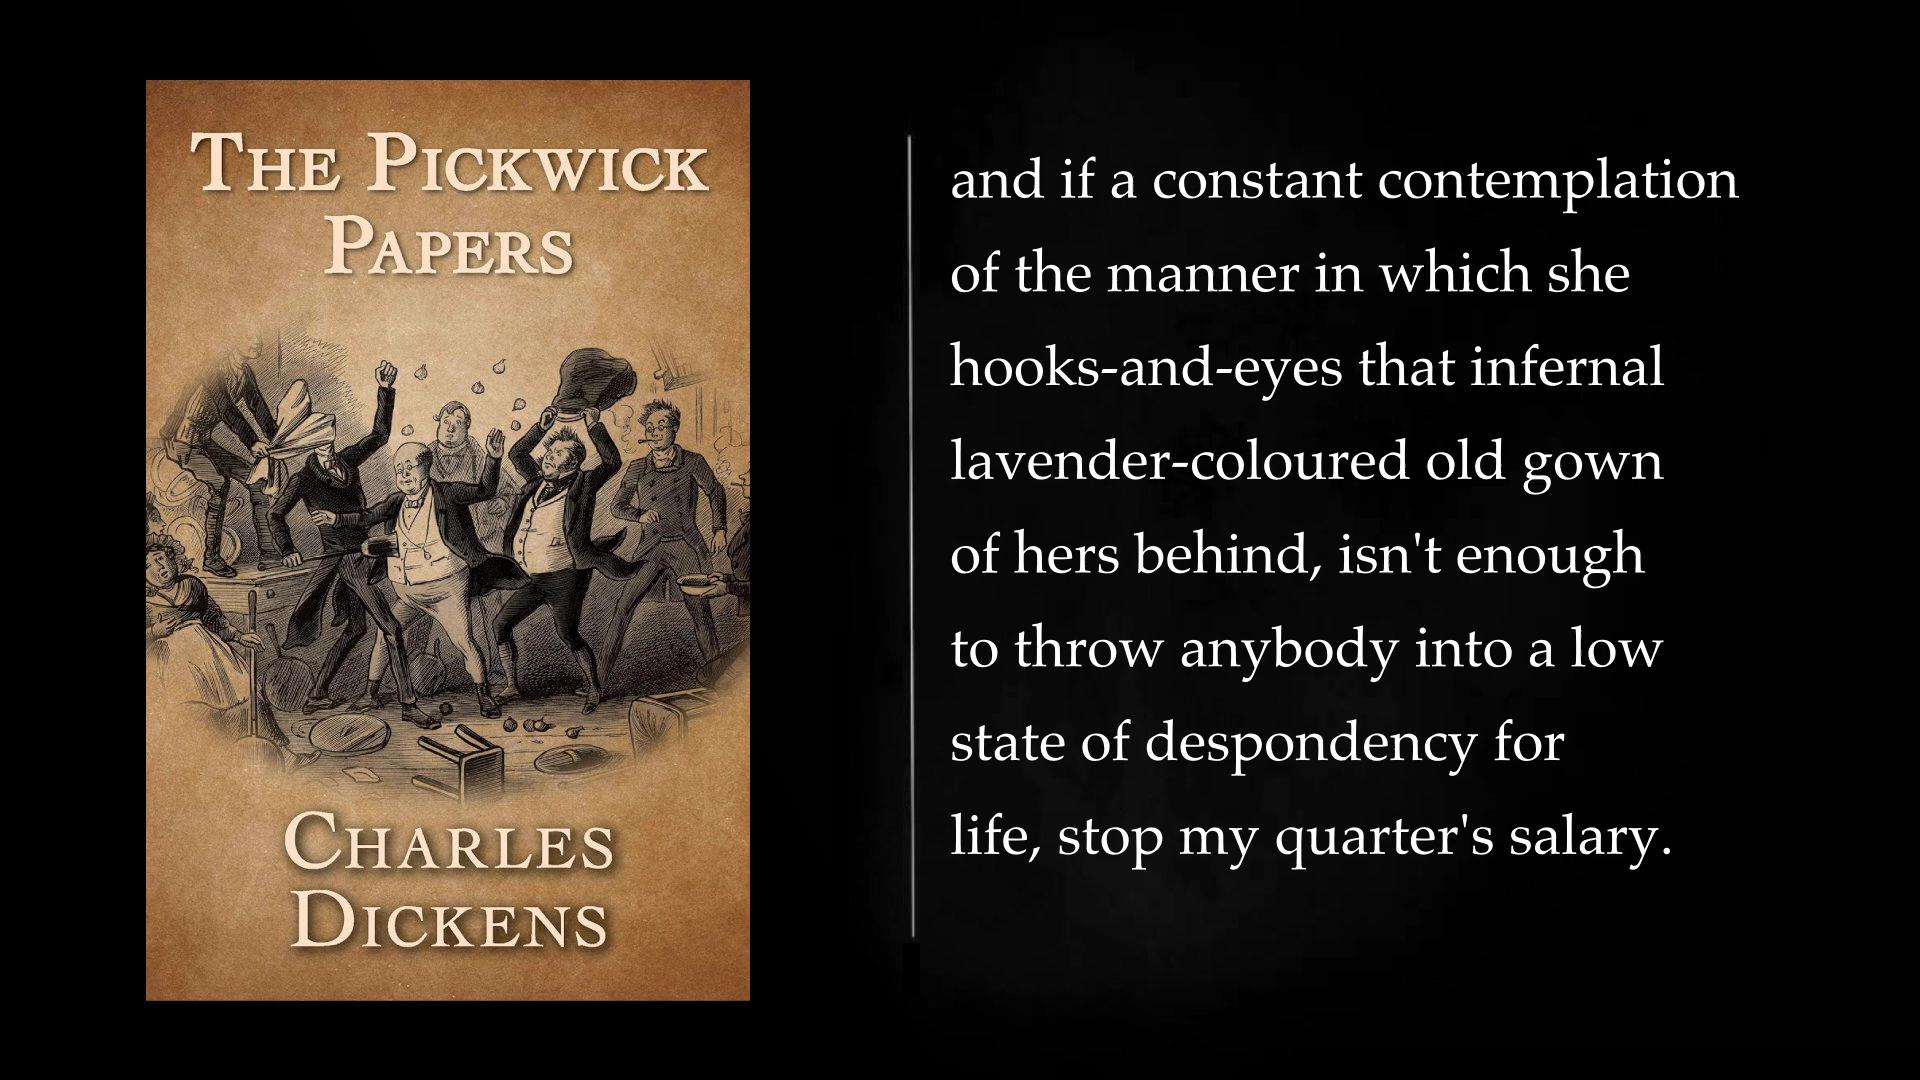 The Pickwick
Papers
Charles
Dickens
and if a constant contemplation
of the manner in which she
hooks-and-eyes that infernal
lavender-coloured old gown
of hers behind, isn't enough
to throw anybody into a low
state of despondency for
life, stop my quarter's salary.